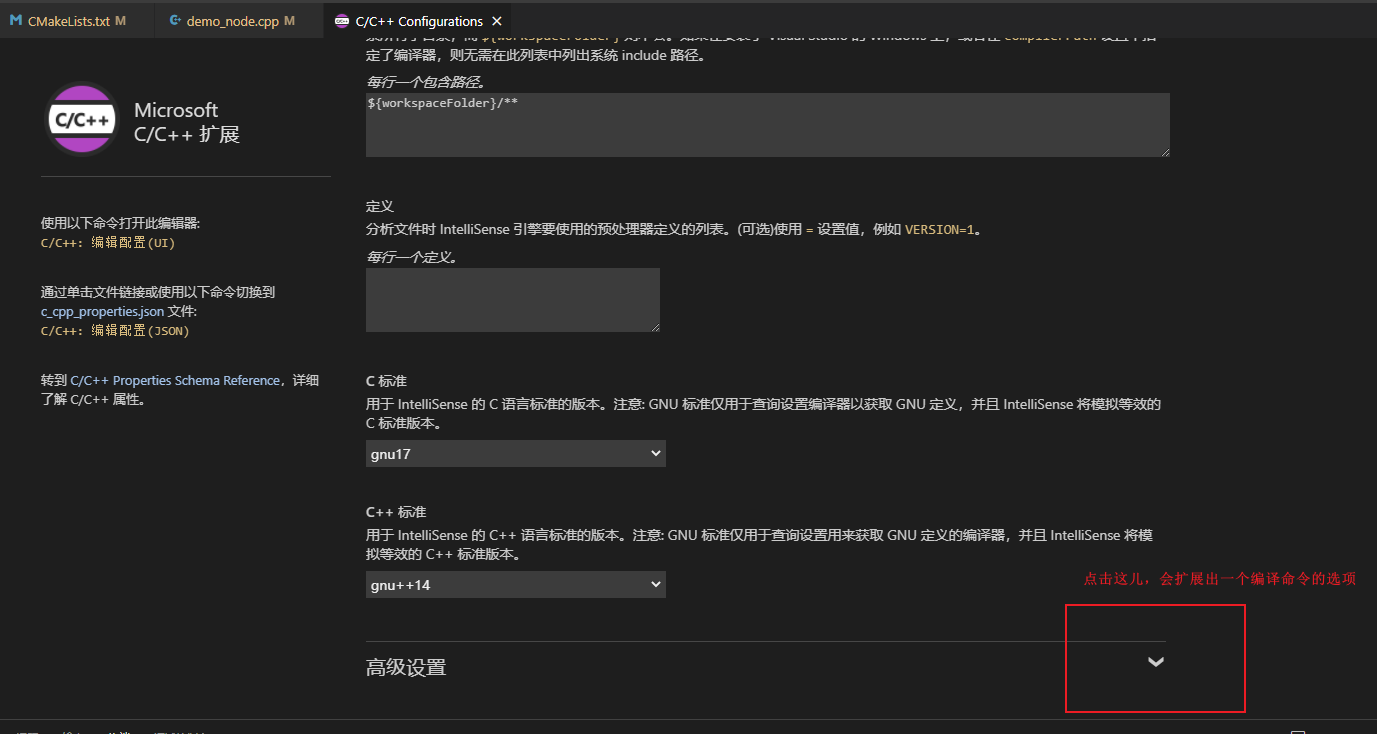 CMakeLists.txt M
demo_node.cpp M
C/C++ Configurations
定了编译器，则无需在此列表中列出系统 include 路径。
每行一个包含路径。
${workspaceFolder}/**
C/C++
Microsoft
C/C++ 扩展
使用以下命令打开此编辑器:
C/C++: 编辑配置(UI)
通过单击文件链接或使用以下命令切换到
c_cpp_properties.json 文件:
C/C++: 编辑配置(JSON)
转到 C/C++ Properties Schema Reference，详细
了解 C/C++ 属性。
定义
分析文件时 IntelliSense 引擎要使用的预处理器定义的列表。(可选)使用 = 设置值，例如 VERSION=1。
每行一个定义。
C 标准
用于 IntelliSense 的 C 语言标准的版本。注意: GNU 标准仅用于查询设置编译器以获取 GNU 定义，并且 IntelliSense 将模拟等效的
C 标准版本。
gnu17
C++ 标准
用于 IntelliSense 的 C++ 语言标准的版本。注意: GNU 标准仅用于查询设置用来获取 GNU 定义的编译器，并且 IntelliSense 将模
拟等效的 C++ 标准版本。
gnu++14
点击这儿，会扩展出一个编译命令的选项
高级设置